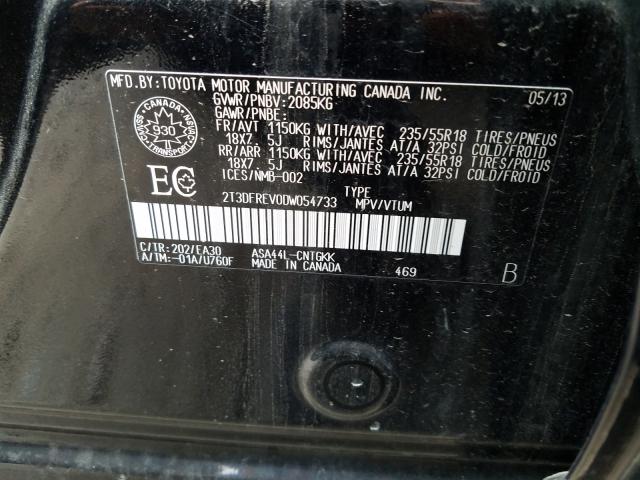 MFD.BY:TOYOTA MOTOR MANUFACTURING CANADA INC. 05/13
GVWR/PNBV:2085KG
GAWR/PNBE:
FR/AVT 1150KG WITH/AVEC 235/55R18 TIRES/PNEUS
18X7. 5J RIMS/JANTES AT/A 32PSI COLD/FROID
RR/ARR 1150KG WITH/AVEC 235/55R18 TIRES/PNEUS
18X7. 5J RIMS/JANTES AT/A 32PSI COLD/FROID
ICES/NMB-002
CANADA
930
TRANSPORT
EC
TYPE
2T3DFREV0DW054733 MPV/VTUM
C/TR:202/EA30 ASA44L-CNTGKK
A/TM:-01A/U760F MADE IN CANADA 469 B